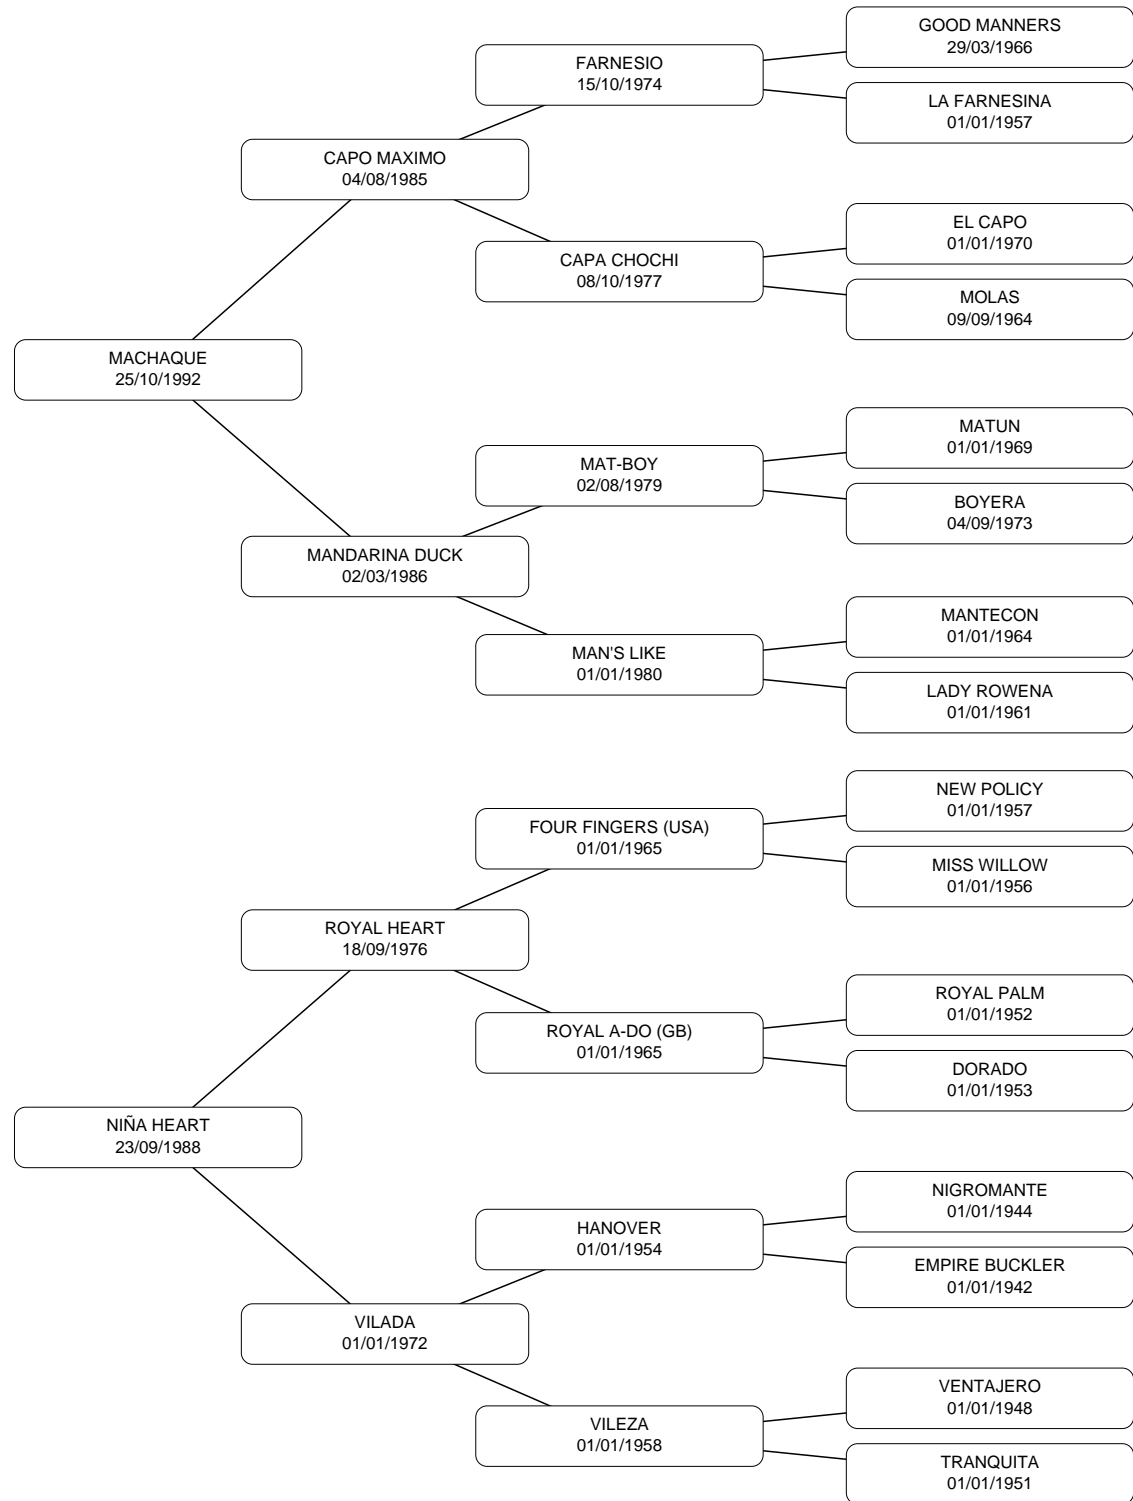 GOOD MANNERS
29/03/1966
FARNESIO
15/10/1974
LA FARNESINA
01/01/1957
CAPO MAXIMO
04/08/1985
EL CAPO
01/01/1970
CAPA CHOCHI
08/10/1977
MOLAS
09/09/1964
MACHAQUE
25/10/1992
MATUN
01/01/1969
MAT-BOY
02/08/1979
BOYERA
04/09/1973
MANDARINA DUCK
02/03/1986
MANTECON
01/01/1964
MAN'S LIKE
01/01/1980
LADY ROWENA
01/01/1961
NEW POLICY
01/01/1957
FOUR FINGERS (USA)
01/01/1965
MISS WILLOW
01/01/1956
ROYAL HEART
18/09/1976
ROYAL PALM
01/01/1952
ROYAL A-DO (GB)
01/01/1965
DORADO
01/01/1953
NIÑA HEART
23/09/1988
NIGROMANTE
01/01/1944
HANOVER
01/01/1954
EMPIRE BUCKLER
01/01/1942
VILADA
01/01/1972
VENTAJERO
01/01/1948
VILEZA
01/01/1958
TRANQUITA
01/01/1951